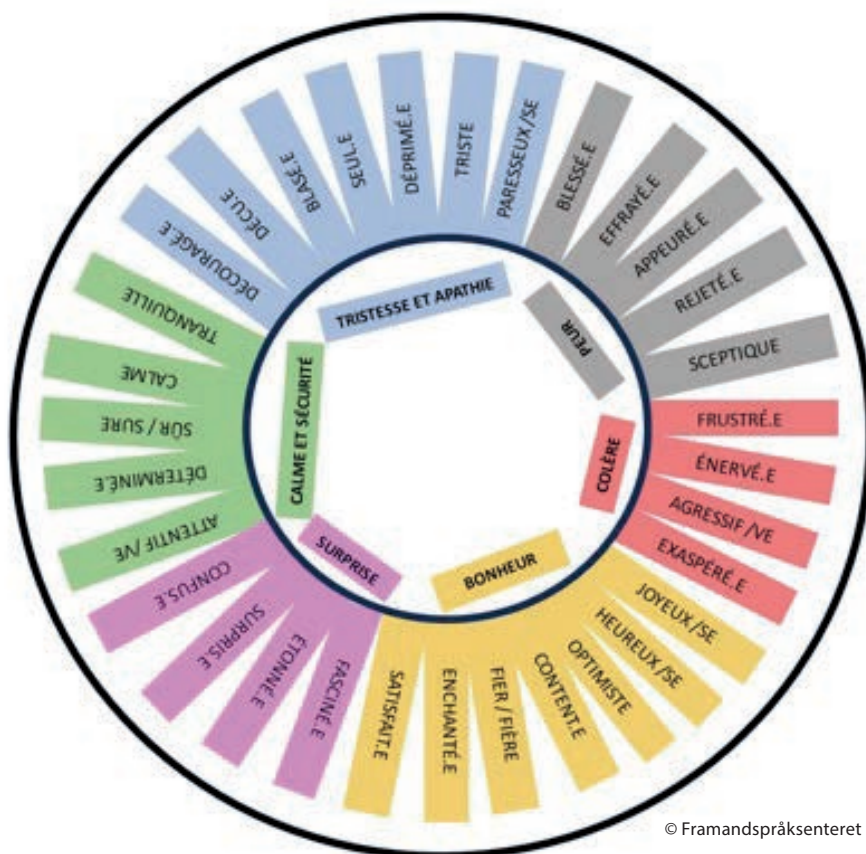 DÉCOURAGÉ.E
DÉCU.E
BLASÉ.E
SEUL.E
DÉPRIMÉ.E
TRISTE
PARESSEUX/SE
BLESSÉ.E
EFFRAYÉ.E
APPEURÉ.E
REJETÉ.E
SCEPTIQUE
FRUSTRÉ.E
ÉNERVÉ.E
AGRESSIF/VE
EXASPÉRÉ.E
JOYEUX/SE
HEUREUX/SE
OPTIMISTE
CONTENT.E
FIER / FIÈRE
ENCHANTÉ.E
SATISFAIT.E
FASCINÉ.E
ÉTONNÉ.E
SURPRIS.E
CONFUS.E
ATTENTIF/VE
DÉTERMINÉ.E
SÛR / SURE
CALME
TRANQUILLE
TRISTESSE ET APATHIE
PEUR
COLÈRE
BONHEUR
SURPRISE
CALME ET SÉCURITÉ
© Framandspråksenteret